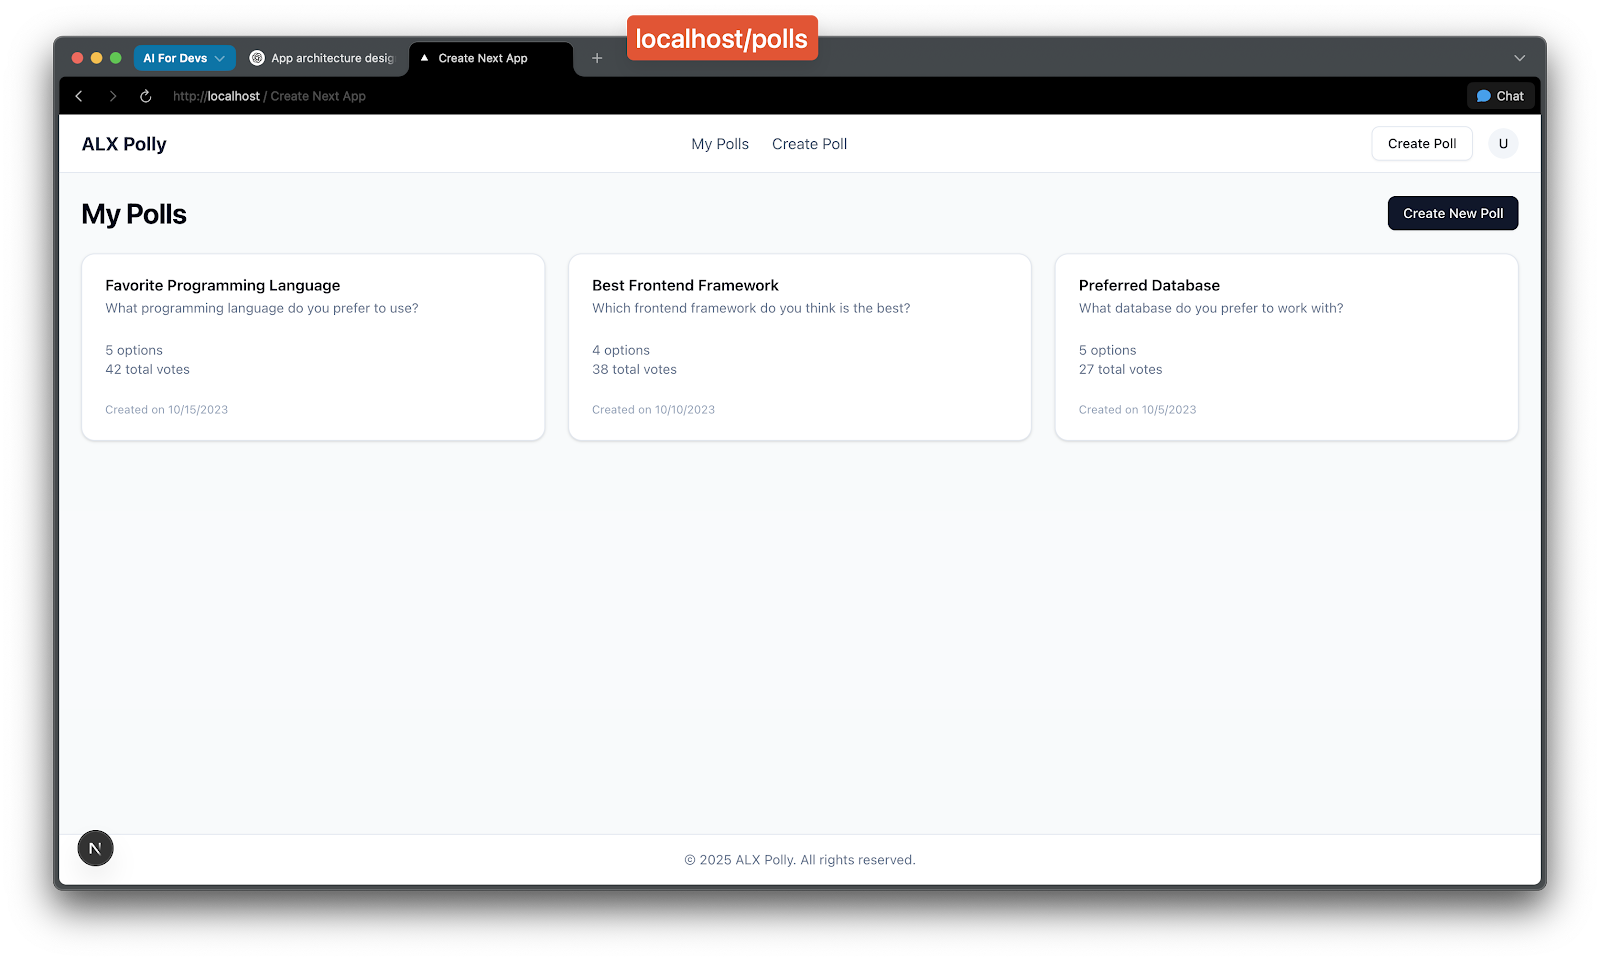 localhost/polls
AI For Devs
App architecture desig
Create Next App
http://localhost / Create Next App
Chat
ALX Polly
My Polls
Create Poll
Create Poll
U
My Polls
Create New Poll
Favorite Programming Language
What programming language do you prefer to use?
5 options
42 total votes
Created on 10/15/2023
Best Frontend Framework
Which frontend framework do you think is the best?
4 options
38 total votes
Created on 10/10/2023
Preferred Database
What database do you prefer to work with?
5 options
27 total votes
Created on 10/5/2023
N
© 2025 ALX Polly. All rights reserved.